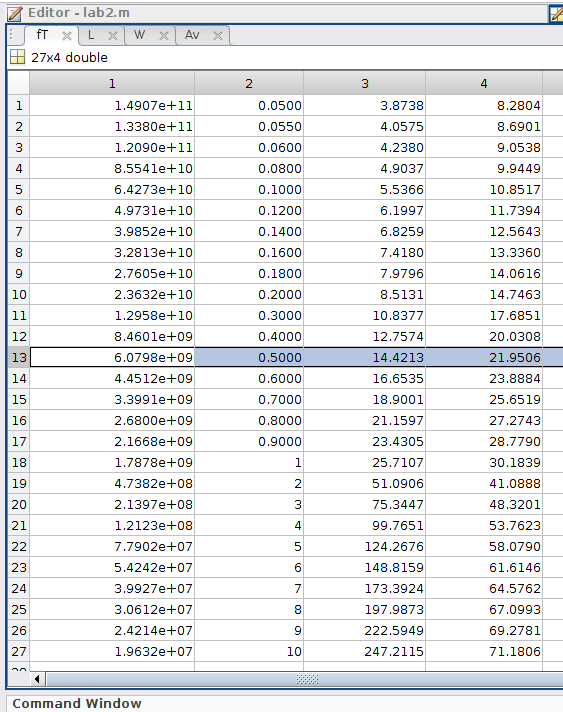 Editor - lab2.m
fT L W Av
27x4 double
1 2 3 4
1 1.4907e+11 0.0500 3.8738 8.2804
2 1.3380e+11 0.0550 4.0575 8.6901
3 1.2090e+11 0.0600 4.2380 9.0538
4 8.5541e+10 0.0800 4.9037 9.9449
5 6.4273e+10 0.1000 5.5366 10.8517
6 4.9731e+10 0.1200 6.1997 11.7394
7 3.9852e+10 0.1400 6.8259 12.5643
8 3.2813e+10 0.1600 7.4180 13.3360
9 2.7605e+10 0.1800 7.9796 14.0616
10 2.3632e+10 0.2000 8.5131 14.7463
11 1.2958e+10 0.3000 10.8377 17.6851
12 8.4601e+09 0.4000 12.7574 20.0308
13 6.0798e+09 0.5000 14.4213 21.9506
14 4.4512e+09 0.6000 16.6535 23.8884
15 3.3991e+09 0.7000 18.9001 25.6519
16 2.6800e+09 0.8000 21.1597 27.2743
17 2.1668e+09 0.9000 23.4305 28.7790
18 1.7878e+09 1 25.7107 30.1839
19 4.7382e+08 2 51.0906 41.0888
20 2.1397e+08 3 75.3447 48.3201
21 1.2123e+08 4 99.7651 53.7623
22 7.7902e+07 5 124.2676 58.0790
23 5.4242e+07 6 148.8159 61.6146
24 3.9927e+07 7 173.3924 64.5762
25 3.0612e+07 8 197.9873 67.0993
26 2.4214e+07 9 222.5949 69.2781
27 1.9632e+07 10 247.2115 71.1806
Command Window